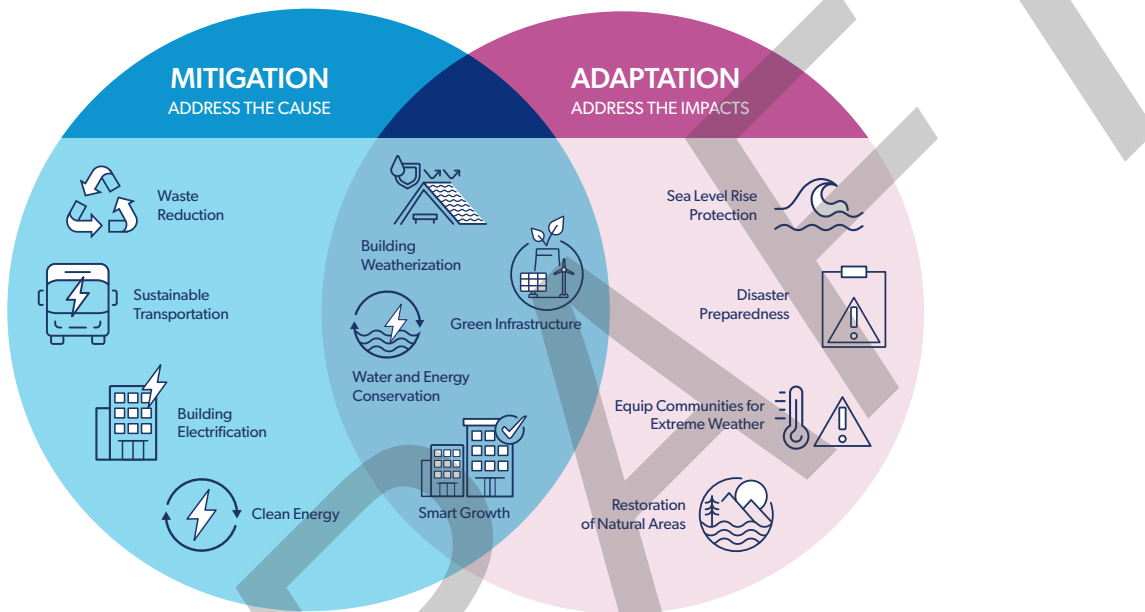 MITIGATION
ADDRESS THE CAUSE
ADAPTATION
ADDRESS THE IMPACTS
Waste
Reduction
Sustainable
Transportation
Building
Electrification
Clean Energy
Building
Weatherization
Green Infrastructure
Water and Energy
Conservation
Smart Growth
Sea Level Rise
Protection
Disaster
Preparedness
Equip Communities for
Extreme Weather
Restoration
of Natural Areas